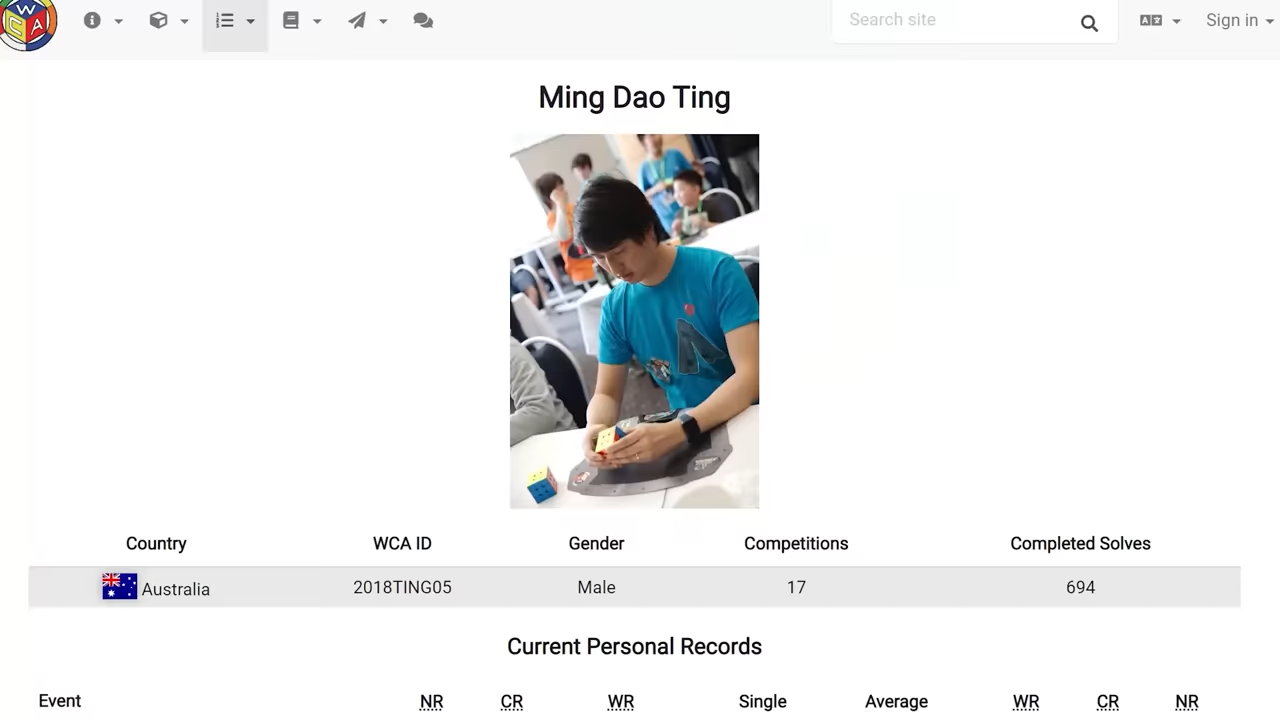 WCA
Search site
Sign in
Ming Dao Ting
Country WCA ID Gender Competitions Completed Solves
Australia 2018TING05 Male 17 694
Current Personal Records
Event NR CR WR Single Average WR CR NR